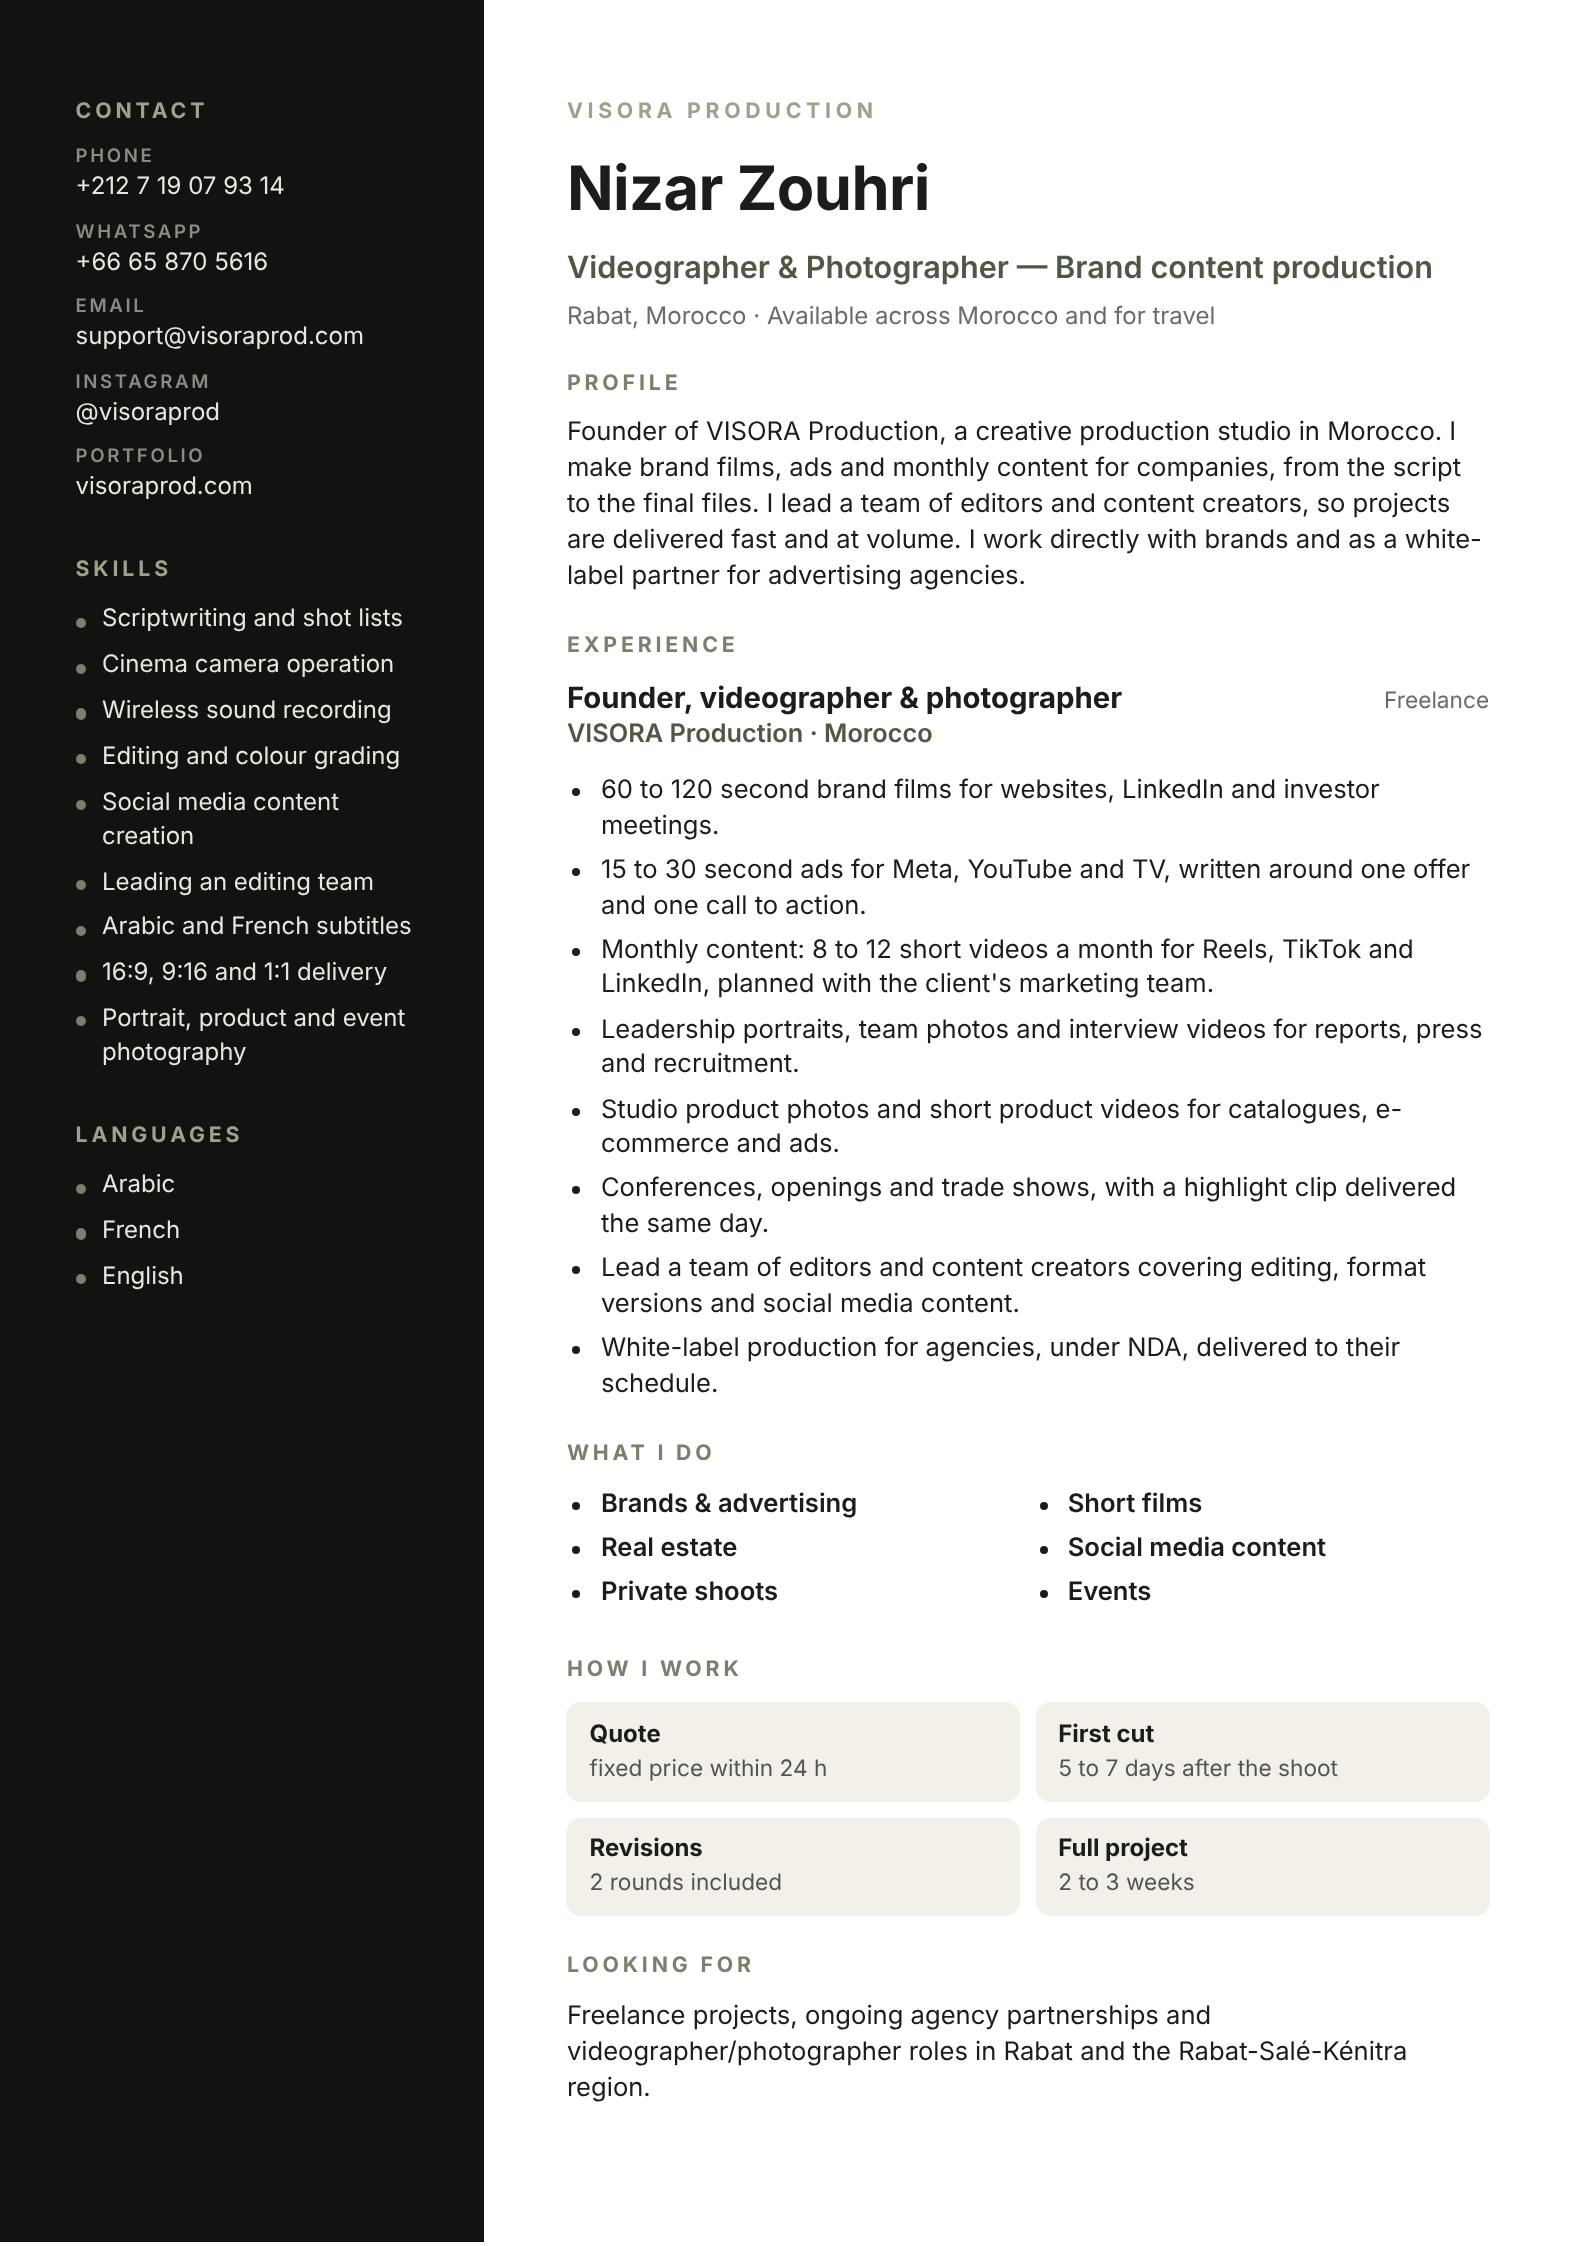 CONTACT
PHONE
+212 7 19 07 93 14
WHATSAPP
+66 65 870 5616
EMAIL
support@visoraprod.com
INSTAGRAM
@visoraprod
PORTFOLIO
visoraprod.com
SKILLS
Scriptwriting and shot lists
Cinema camera operation
Wireless sound recording
Editing and colour grading
Social media content
creation
Leading an editing team
Arabic and French subtitles
16:9, 9:16 and 1:1 delivery
Portrait, product and event
photography
LANGUAGES
Arabic
French
English
VISORA PRODUCTION
Nizar Zouhri
Videographer & Photographer — Brand content production
Rabat, Morocco · Available across Morocco and for travel
PROFILE
Founder of VISORA Production, a creative production studio in Morocco. I
make brand films, ads and monthly content for companies, from the script
to the final files. I lead a team of editors and content creators, so projects
are delivered fast and at volume. I work directly with brands and as a white-
label partner for advertising agencies.
EXPERIENCE
Founder, videographer & photographer Freelance
VISORA Production · Morocco
• 60 to 120 second brand films for websites, LinkedIn and investor
meetings.
• 15 to 30 second ads for Meta, YouTube and TV, written around one offer
and one call to action.
• Monthly content: 8 to 12 short videos a month for Reels, TikTok and
LinkedIn, planned with the client's marketing team.
• Leadership portraits, team photos and interview videos for reports, press
and recruitment.
• Studio product photos and short product videos for catalogues, e-
commerce and ads.
• Conferences, openings and trade shows, with a highlight clip delivered
the same day.
• Lead a team of editors and content creators covering editing, format
versions and social media content.
• White-label production for agencies, under NDA, delivered to their
schedule.
WHAT I DO
• Brands & advertising
• Real estate
• Private shoots
• Short films
• Social media content
• Events
HOW I WORK
Quote
fixed price within 24 h
First cut
5 to 7 days after the shoot
Revisions
2 rounds included
Full project
2 to 3 weeks
LOOKING FOR
Freelance projects, ongoing agency partnerships and
videographer/photographer roles in Rabat and the Rabat-Salé-Kénitra
region.